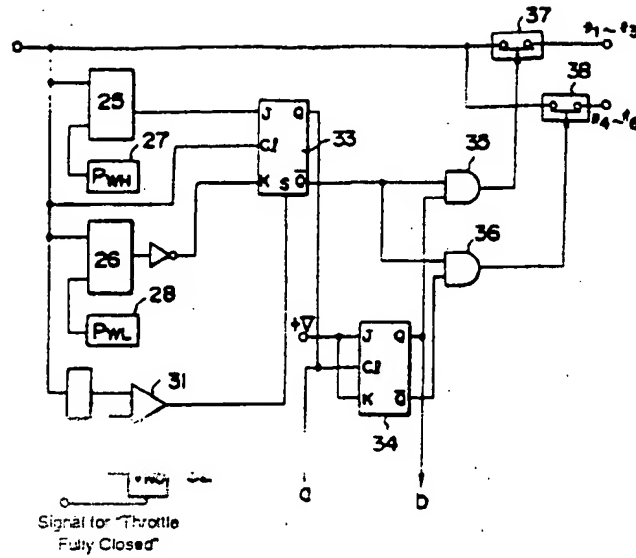 37
38
25
J Q
33
Cl
27
PWH
K S Q̅
35
26
36
28
PWL
+V
J Q
Cl
K Q̅
34
31
Signal for "Throttle
Fully Closed"